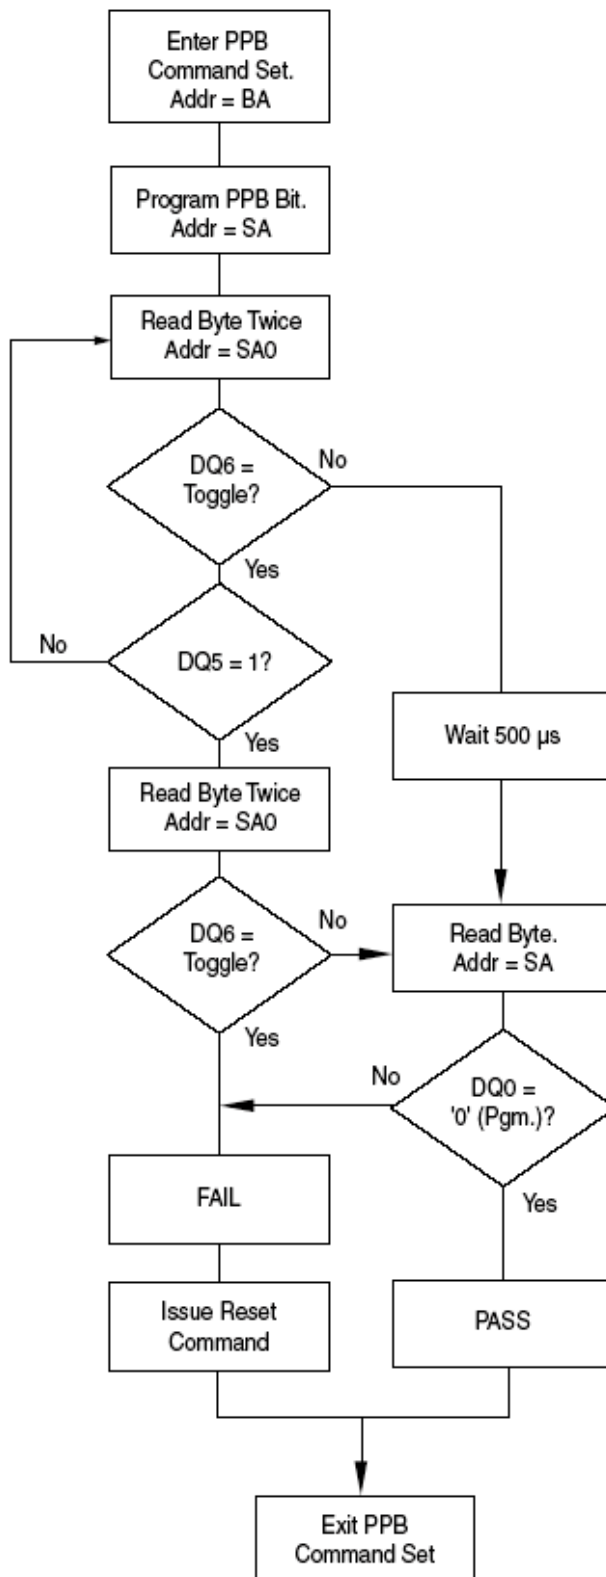 Enter PPB
Command Set.
Addr = BA
Program PPB Bit.
Addr = SA
Read Byte Twice
Addr = SA0
DQ6 =
Toggle?
No
Yes
DQ5 = 1?
No
Yes
Wait 500 µs
Read Byte Twice
Addr = SA0
DQ6 =
Toggle?
No
Yes
Read Byte.
Addr = SA
DQ0 =
'0' (Pgm.)?
No
Yes
FAIL
Issue Reset
Command
PASS
Exit PPB
Command Set